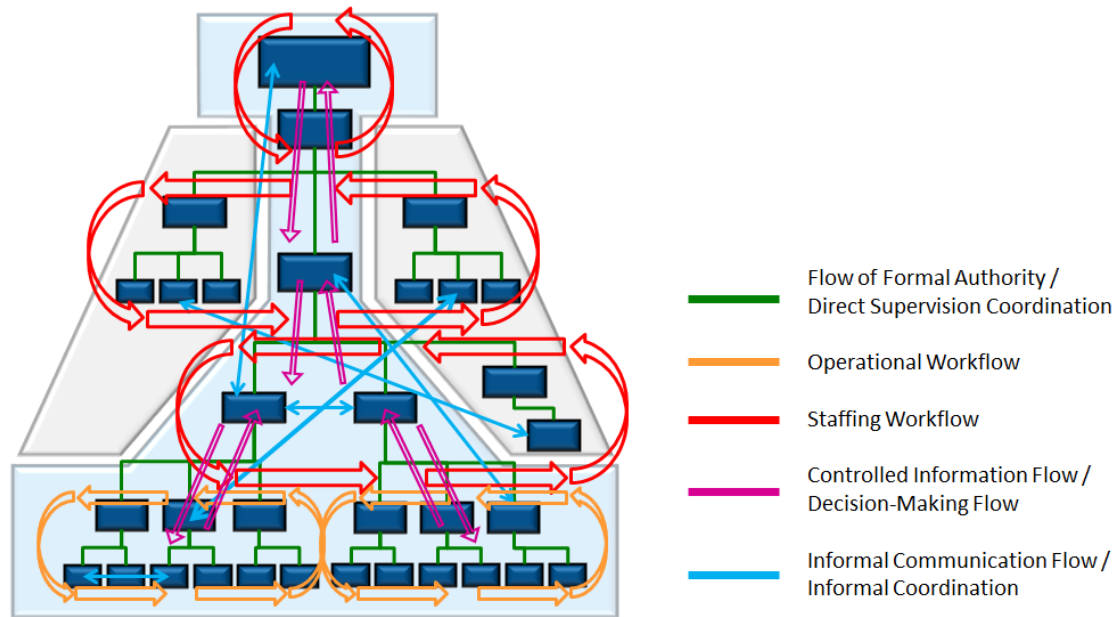 Flow of Formal Authority /
Direct Supervision Coordination
Operational Workflow
Staffing Workflow
Controlled Information Flow /
Decision-Making Flow
Informal Communication Flow /
Informal Coordination